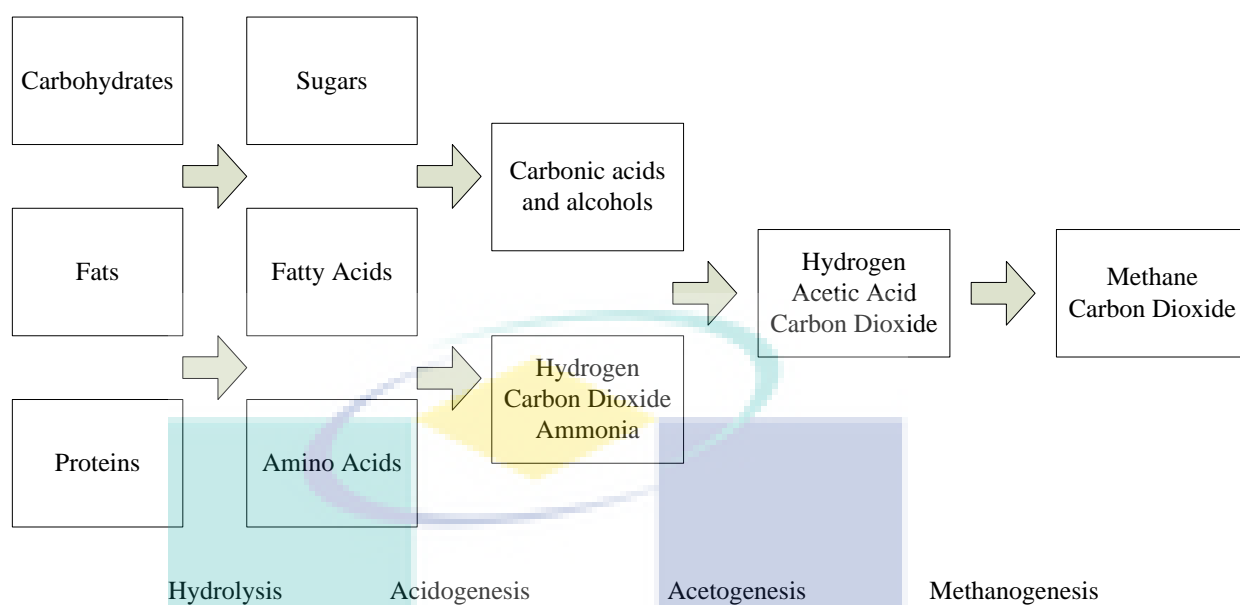 Carbohydrates
Fats
Proteins
Sugars
Fatty Acids
Amino Acids
Carbonic acids
and alcohols
Hydrogen
Carbon Dioxide
Ammonia
Hydrogen
Acetic Acid
Carbon Dioxide
Methane
Carbon Dioxide
Hydrolysis
Acidogenesis
Acetogenesis
Methanogenesis